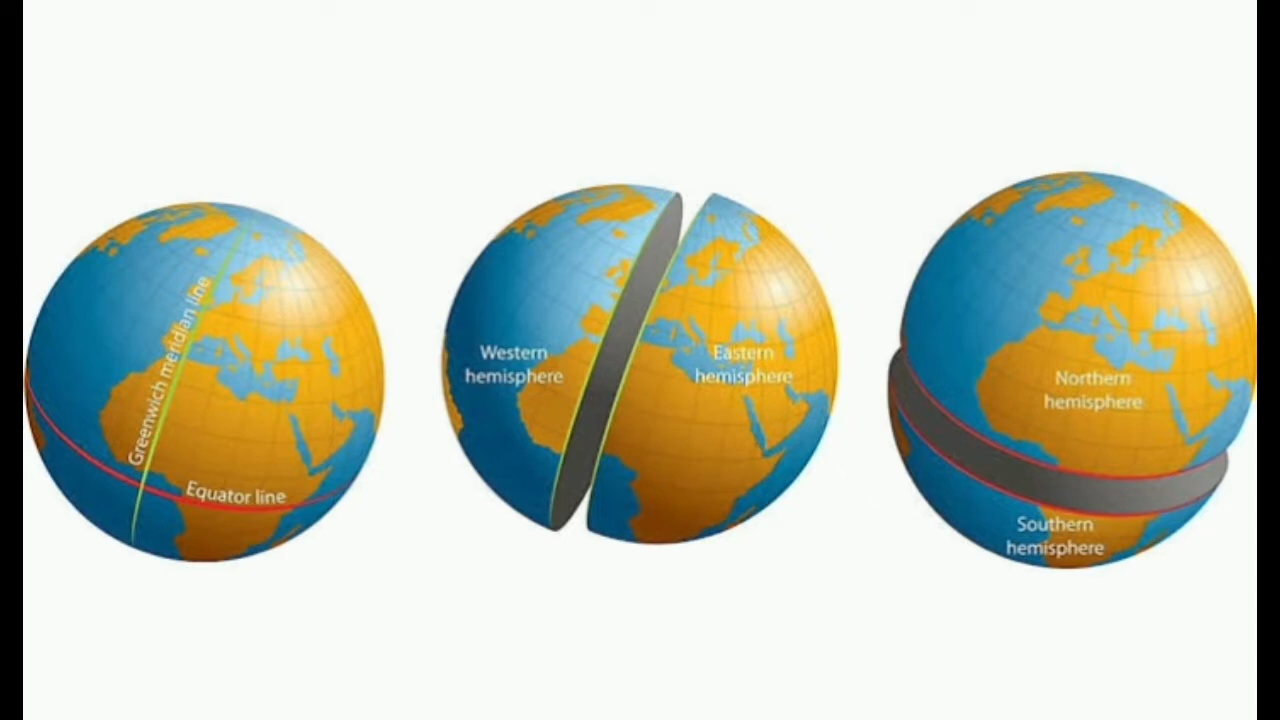 Greenwich meridian line
Equator line
Western
hemisphere
Eastern
hemisphere
Northern
hemisphere
Southern
hemisphere